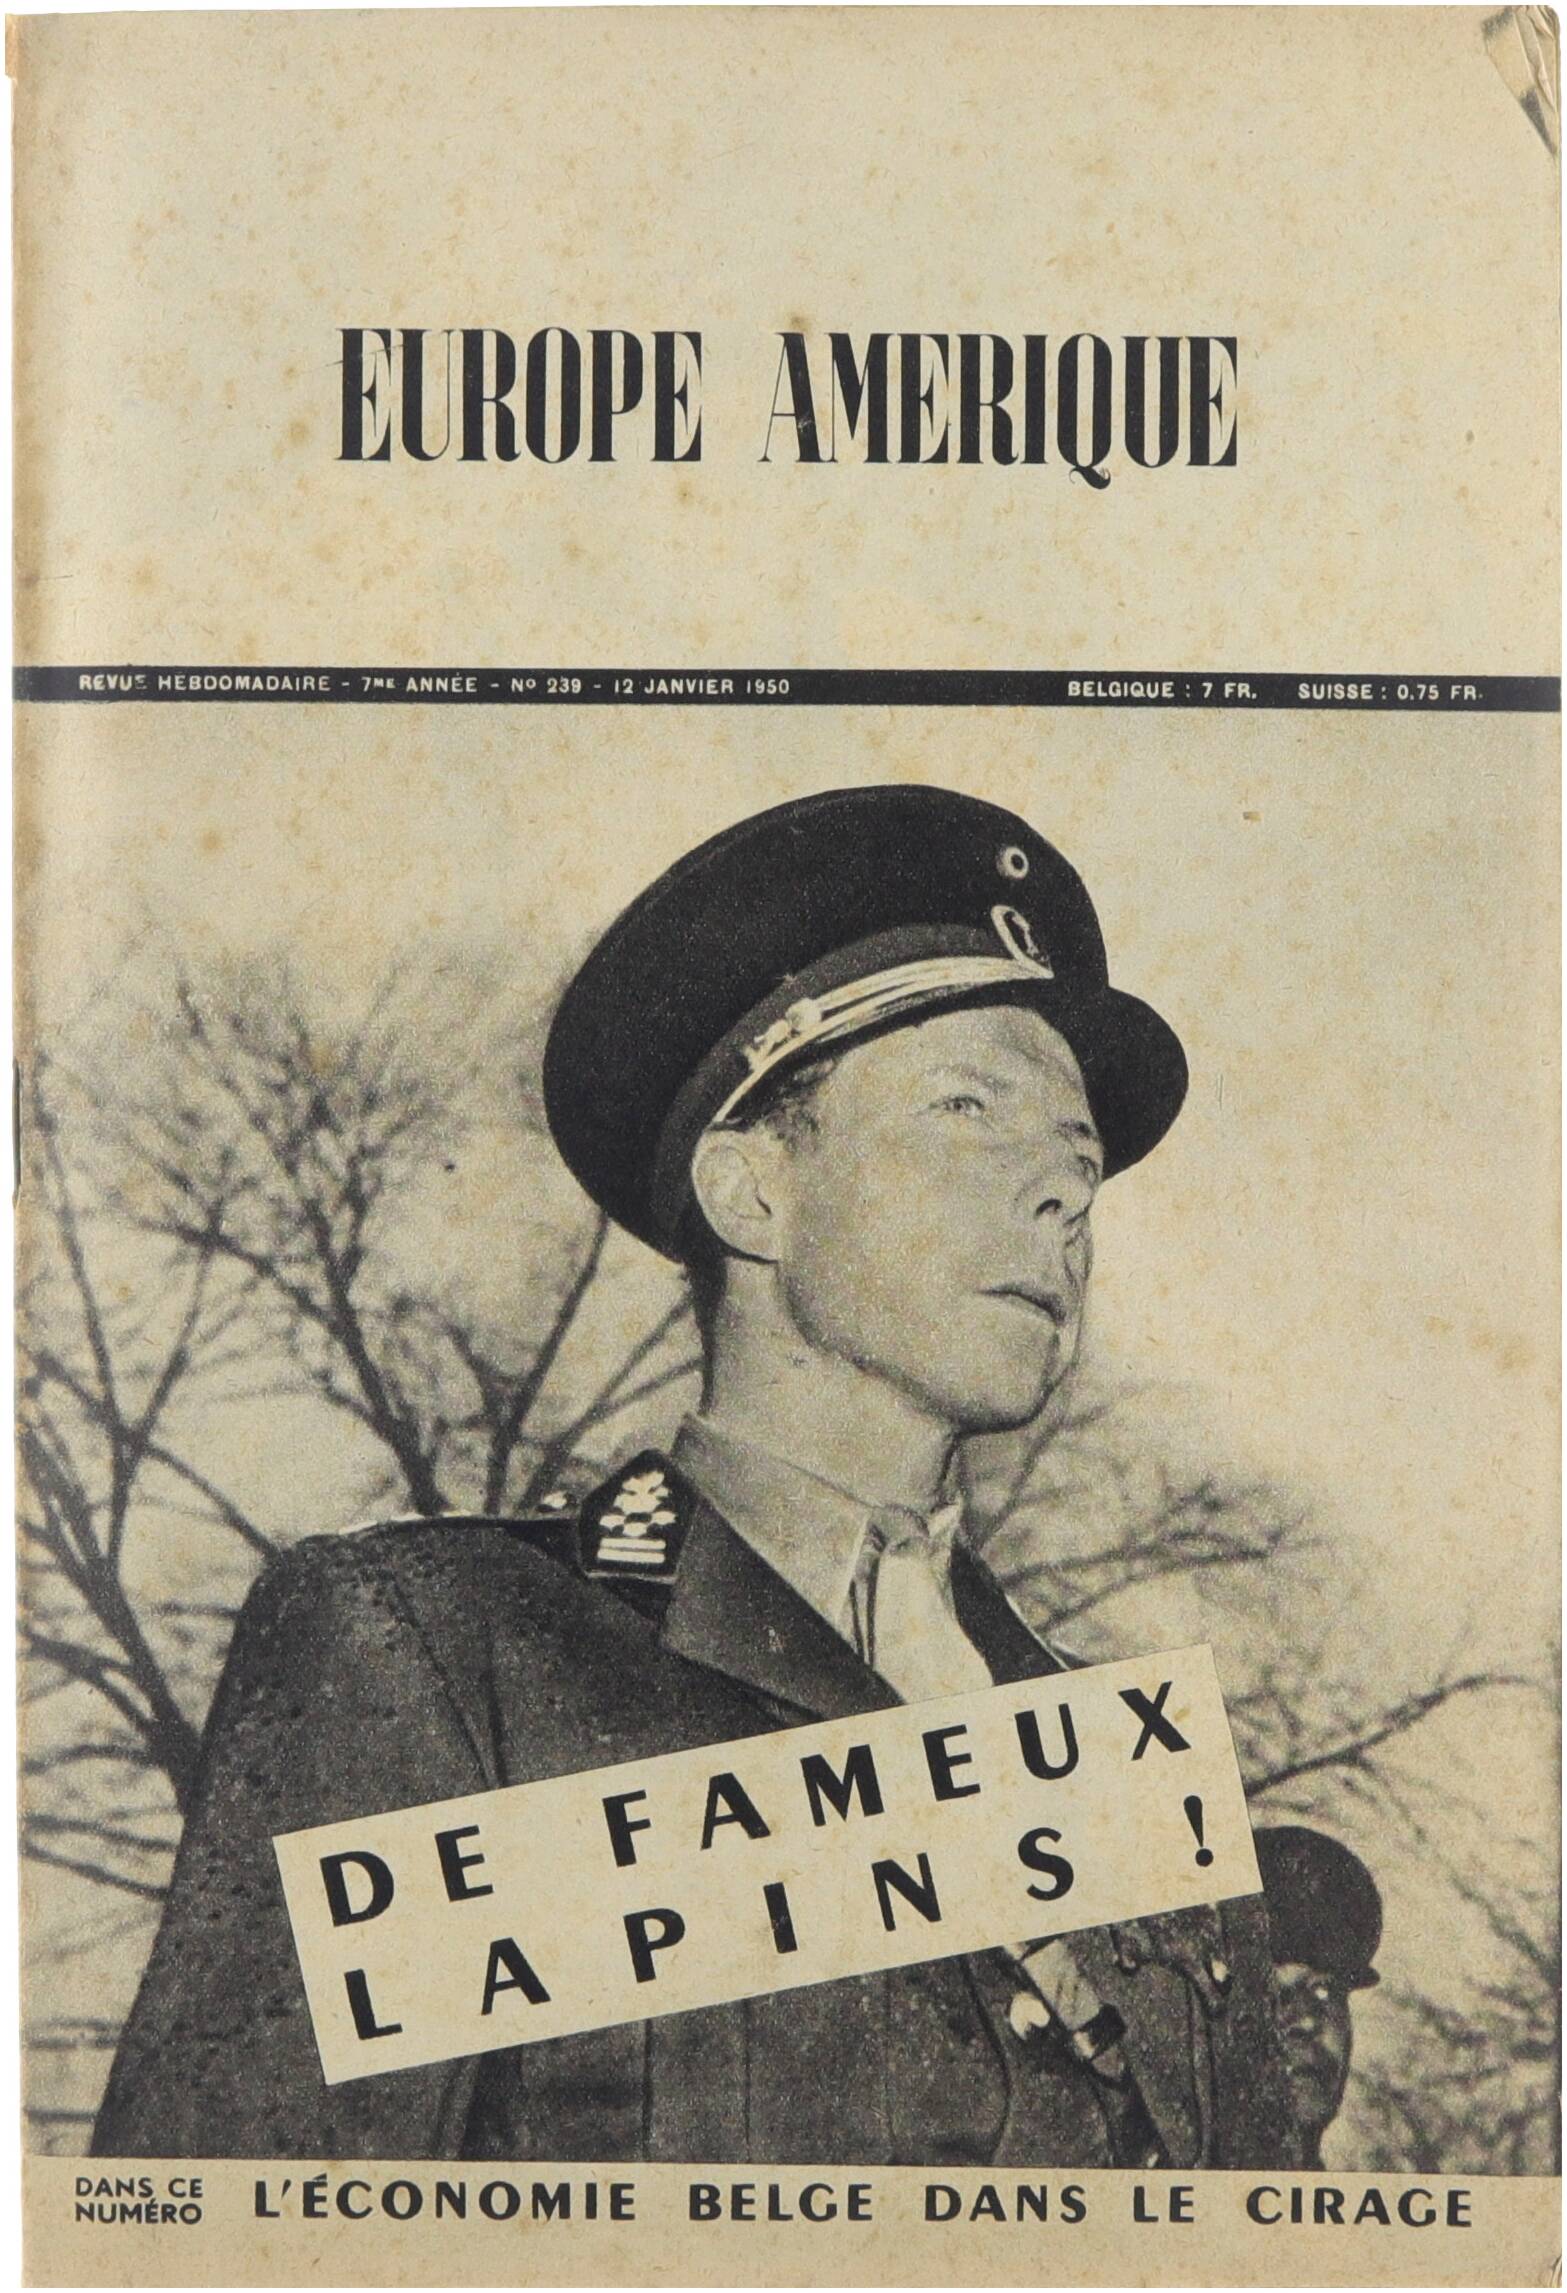 EUROPE AMERIQUE
REVUE HEBDOMADAIRE - 7ME ANNÉE - No 239 - 12 JANVIER 1950 BELGIQUE : 7 FR. SUISSE : 0.75 FR.
DE FAMEUX
LAPINS !
DANS CE
NUMÉRO
L'ÉCONOMIE BELGE DANS LE CIRAGE